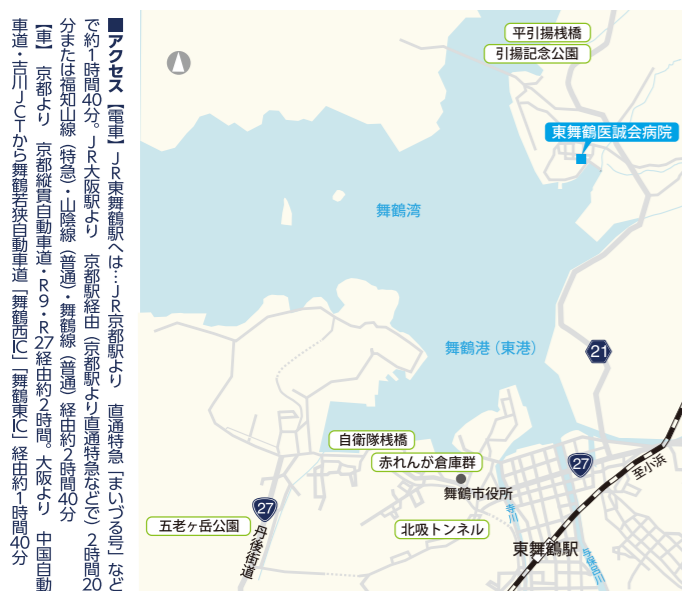 ■アクセス 【電車】JR東舞鶴駅へは…JR京都駅より 直通特急「まいづる号」など
で約1時間40分。JR大阪駅より 京都駅経由(京都駅より直通特急などで)2時間20
分または福知山線(特急)・山陰線(普通)・舞鶴線(普通)経由約2時間40分
【車】 京都より 京都縦貫自動車道・R9・R27経由約2時間。大阪より 中国自動
車道・吉川JCTから舞鶴若狭自動車道「舞鶴西IC」「舞鶴東IC」経由約1時間40分
平引揚桟橋
引揚記念公園
東舞鶴医誠会病院
舞鶴湾
舞鶴港(東港)
21
自衛隊桟橋
赤れんが倉庫群
27
至小浜
舞鶴市役所
寺川
27
五老ヶ岳公園
北吸トンネル
丹後街道
東舞鶴駅
与保呂川